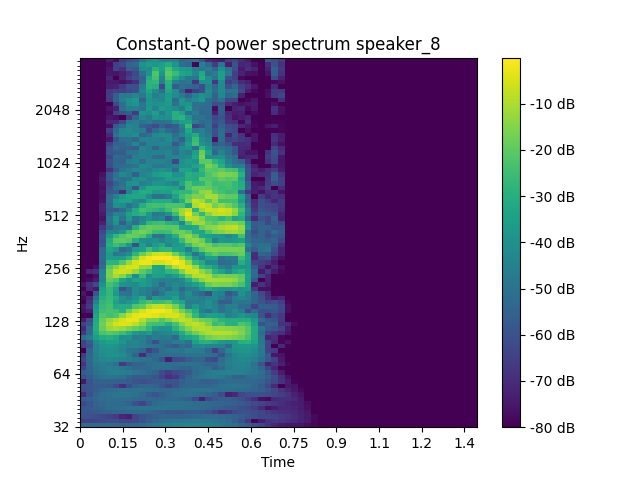 Constant-Q power spectrum speaker_8
Hz
2048
1024
512
256
128
64
32
0 0.15 0.3 0.45 0.6 0.75 0.9 1.1 1.2 1.4
Time
-10 dB
-20 dB
-30 dB
-40 dB
-50 dB
-60 dB
-70 dB
-80 dB